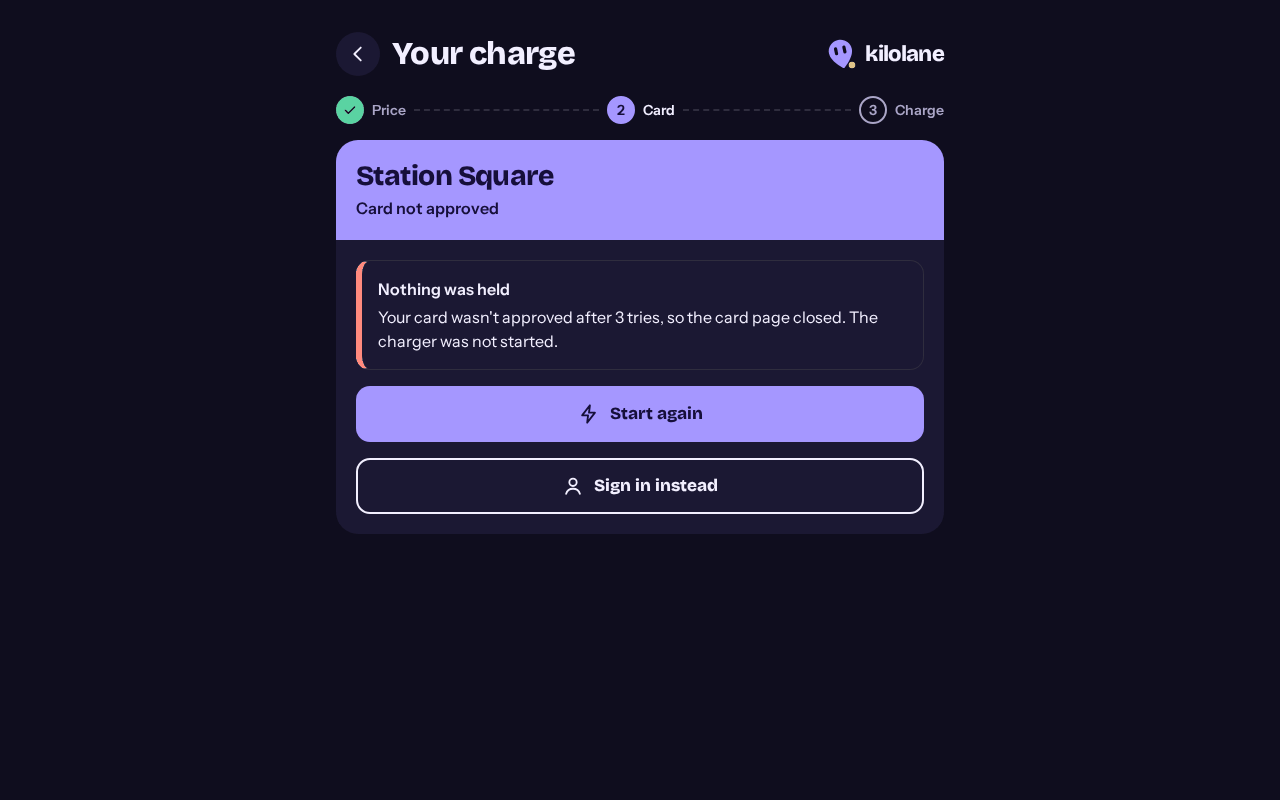 Your charge
kilolane
Price
2 Card
3 Charge
Station Square
Card not approved
Nothing was held
Your card wasn't approved after 3 tries, so the card page closed. The
charger was not started.
Start again
Sign in instead